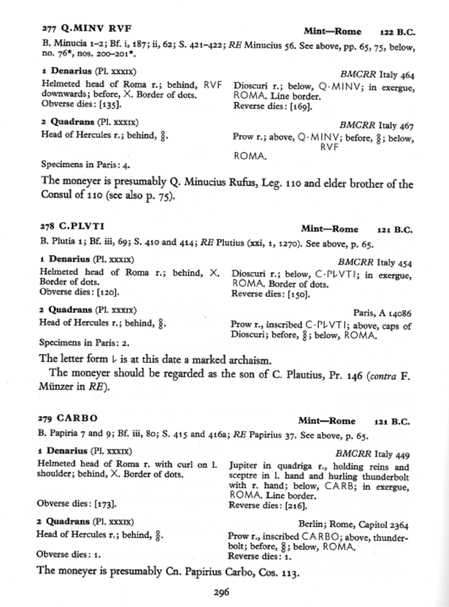 277 Q.MINV RVF Mint—Rome 122 B.C.
B. Minucia 1–2; Bf. i, 187; ii, 62; S. 421–422; RE Minucius 56. See above, pp. 65, 75, below,
no. 76*, nos. 200–201*.
1 Denarius (Pl. xxxix)
Helmeted head of Roma r.; behind, RVF
downwards; before, X. Border of dots.
Obverse dies: [135].
BMCRR Italy 464
Dioscuri r.; below, Q·MINV; in exergue,
ROMA. Line border.
Reverse dies: [169].
2 Quadrans (Pl. xxxix)
Head of Hercules r.; behind, 8.
Specimens in Paris: 4.
BMCRR Italy 467
Prow r.; above, Q·MINV; before, 8; below,
RVF
ROMA.
The moneyer is presumably Q. Minucius Rufus, Leg. 110 and elder brother of the
Consul of 110 (see also p. 75).
278 C.PLVTI Mint—Rome 121 B.C.
B. Plutia 1; Bf. iii, 69; S. 410 and 414; RE Plutius (xxi, 1, 1270). See above, p. 65.
1 Denarius (Pl. xxxix)
Helmeted head of Roma r.; behind, X.
Border of dots.
Obverse dies: [120].
BMCRR Italy 454
Dioscuri r.; below, C·PLVTI; in exergue,
ROMA. Border of dots.
Reverse dies: [150].
2 Quadrans (Pl. xxxix)
Head of Hercules r.; behind, 8.
Specimens in Paris: 2.
Paris, A 14086
Prow r., inscribed C·PLVTI; above, caps of
Dioscuri; before, 8; below, ROMA.
The letter form L is at this date a marked archaism.
The moneyer should be regarded as the son of C. Plautius, Pr. 146 (contra F.
Münzer in RE).
279 CARBO Mint—Rome 121 B.C.
B. Papiria 7 and 9; Bf. iii, 80; S. 415 and 416a; RE Papirius 37. See above, p. 65.
1 Denarius (Pl. xxxix)
Helmeted head of Roma r. with curl on l.
shoulder; behind, X. Border of dots.
Obverse dies: [173].
BMCRR Italy 449
Jupiter in quadriga r., holding reins and
sceptre in l. hand and hurling thunderbolt
with r. hand; below, CARB; in exergue,
ROMA. Line border.
Reverse dies: [216].
2 Quadrans (Pl. xxxix)
Head of Hercules r.; behind, 8.
Obverse dies: 1.
Berlin; Rome, Capitol 2364
Prow r., inscribed CARBO; above, thunder-
bolt; before, 8; below, ROMA.
Reverse dies: 1.
The moneyer is presumably Cn. Papirius Carbo, Cos. 113.
296